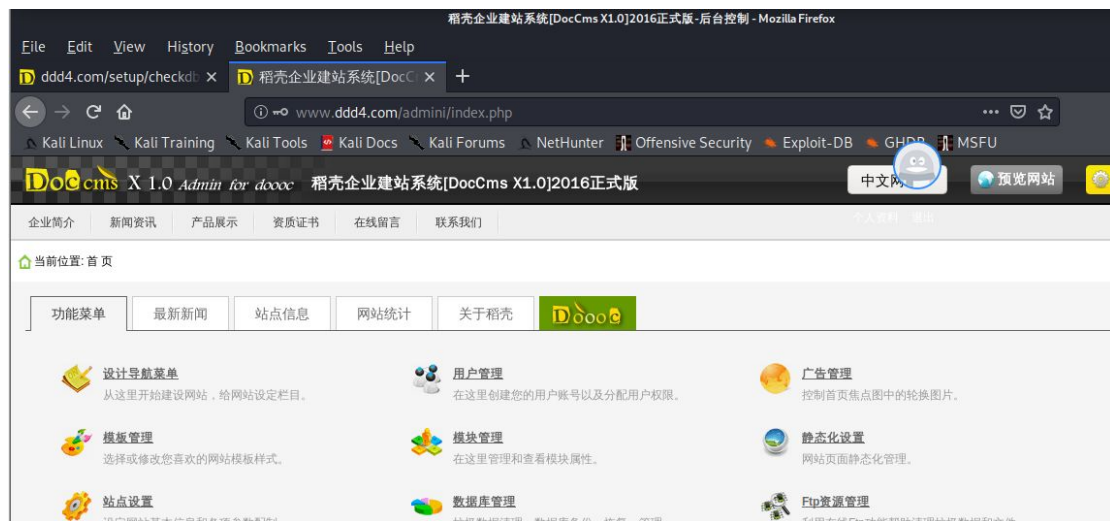 稻壳企业建站系统[DocCms X1.0]2016正式版-后台控制 - Mozilla Firefox
File Edit View History Bookmarks Tools Help
ddd4.com/setup/checkdb 稻壳企业建站系统[DocC
www.ddd4.com/admini/index.php
Kali Linux Kali Training Kali Tools Kali Docs Kali Forums NetHunter Offensive Security Exploit-DB GHDB MSFU
Doccms X 1.0 Admin for doooc 稻壳企业建站系统[DocCms X1.0]2016正式版 中文网 预览网站
个人资料 退出
企业简介 新闻资讯 产品展示 资质证书 在线留言 联系我们
当前位置: 首 页
功能菜单 最新新闻 站点信息 网站统计 关于稻壳 Doooc
设计导航菜单 用户管理 广告管理
从这里开始建设网站，给网站设定栏目。 在这里创建您的用户账号以及分配用户权限。 控制首页焦点图中的轮换图片。
模板管理 模块管理 静态化设置
选择或修改您喜欢的网站模板样式。 在这里管理和查看模块属性。 网站页面静态化管理。
站点设置 数据库管理 Ftp资源管理